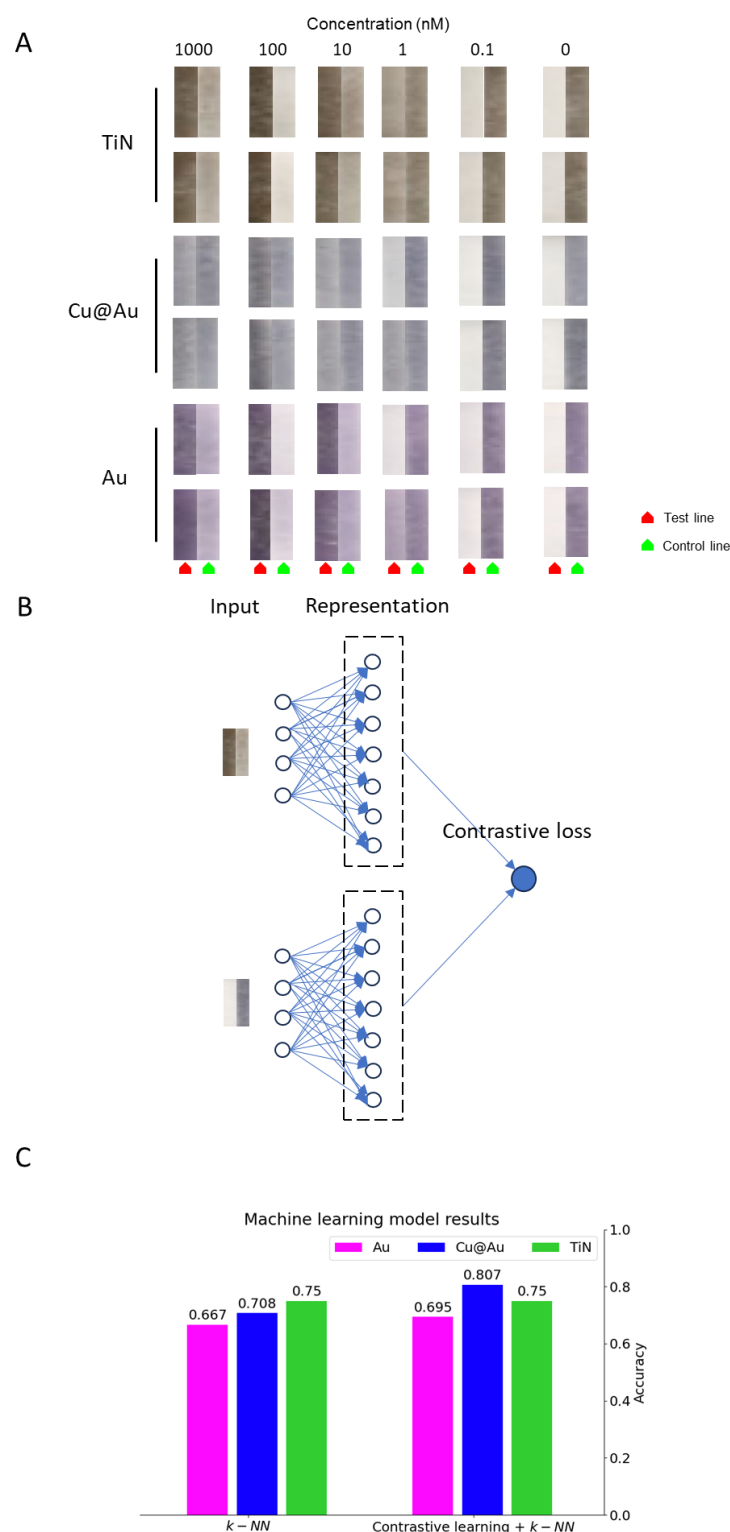 A
Concentration (nM)
1000 100 10 1 0.1 0
TiN
Cu@Au
Au
Test line
Control line
B
Input Representation
Contrastive loss
C
Machine learning model results
Au Cu@Au TiN
0.667 0.708 0.75 0.695 0.807 0.75
1.0
0.8
0.6
0.4
0.2
0.0
Accuracy
k − NN Contrastive learning + k − NN